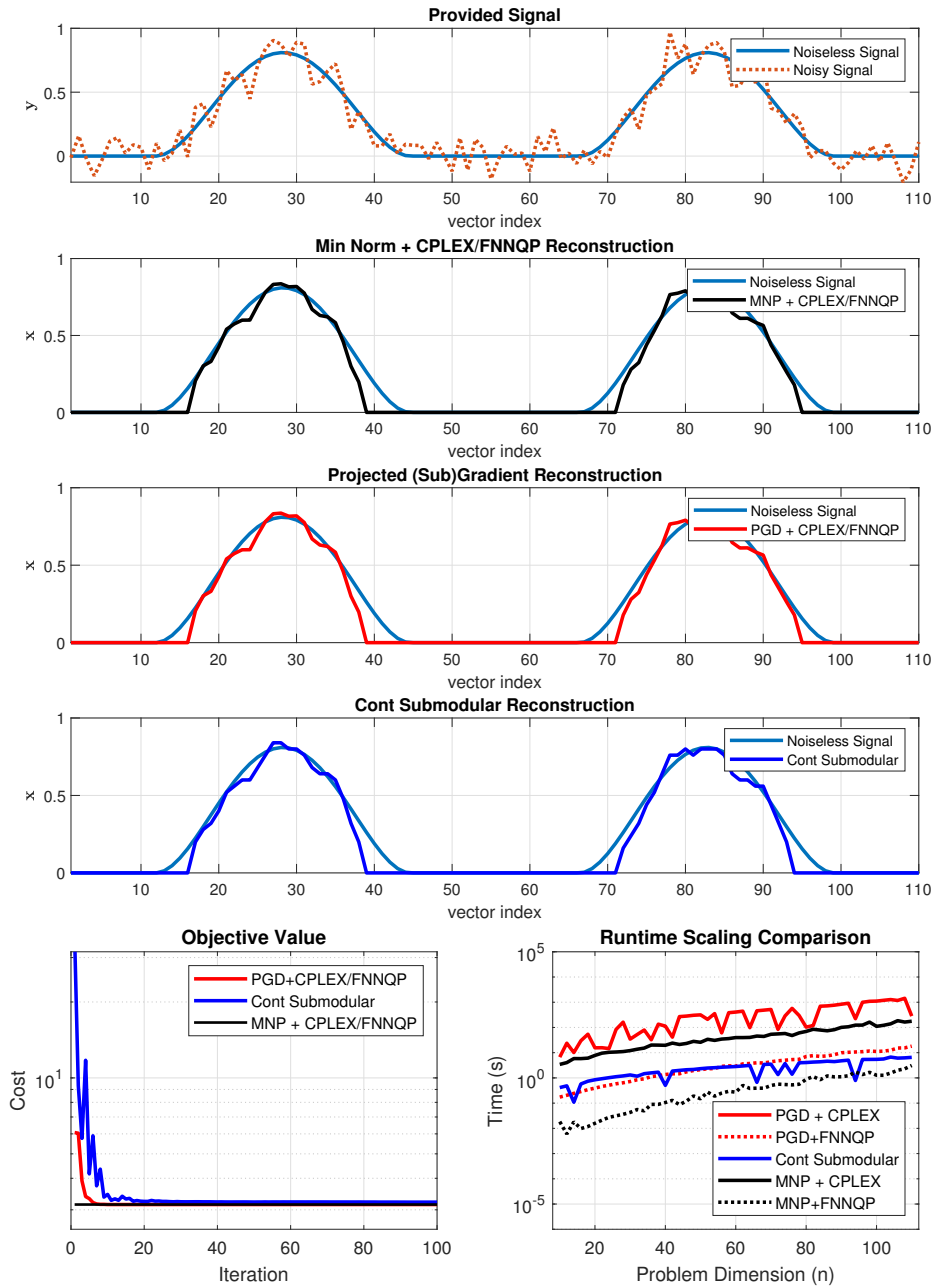 Provided Signal
1
0.5
0
y
Noiseless Signal
Noisy Signal
10 20 30 40 50 60 70 80 90 100 110
vector index
Min Norm + CPLEX/FNNQP Reconstruction
1
0.5
0
x
Noiseless Signal
MNP + CPLEX/FNNQP
10 20 30 40 50 60 70 80 90 100 110
vector index
Projected (Sub)Gradient Reconstruction
1
0.5
0
x
Noiseless Signal
PGD + CPLEX/FNNQP
10 20 30 40 50 60 70 80 90 100 110
vector index
Cont Submodular Reconstruction
1
0.5
0
x
Noiseless Signal
Cont Submodular
10 20 30 40 50 60 70 80 90 100 110
vector index
Objective Value
PGD+CPLEX/FNNQP
Cont Submodular
MNP + CPLEX/FNNQP
10^1
Cost
0 20 40 60 80 100
Iteration
Runtime Scaling Comparison
10^5
10^0
10^-5
Time (s)
PGD + CPLEX
PGD+FNNQP
Cont Submodular
MNP + CPLEX
MNP+FNNQP
20 40 60 80 100
Problem Dimension (n)